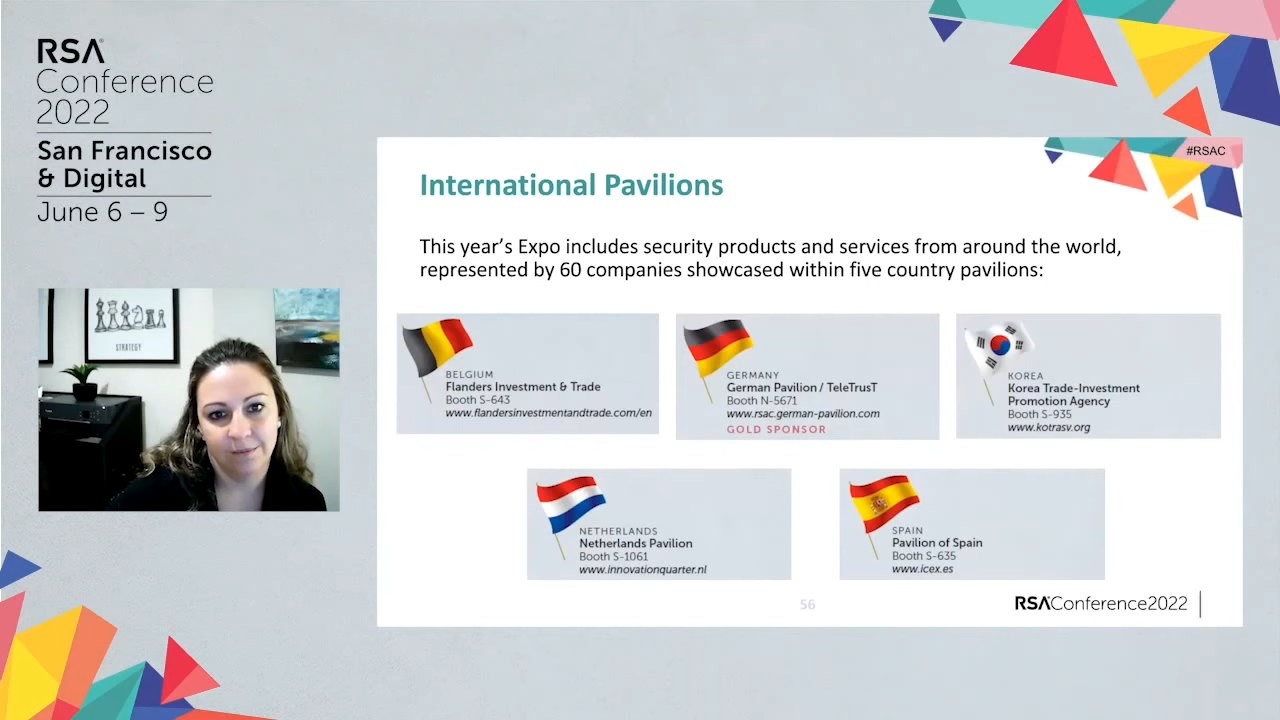 RSA
Conference
2022
San Francisco
& Digital
June 6 – 9
STRATEGY
#RSAC
International Pavilions
This year's Expo includes security products and services from around the world,
represented by 60 companies showcased within five country pavilions:
BELGIUM
Flanders Investment & Trade
Booth S-643
www.flandersinvestmentandtrade.com/en
GERMANY
German Pavilion / TeleTrusT
Booth N-5671
www.rsac.german-pavilion.com
GOLD SPONSOR
KOREA
Korea Trade-Investment
Promotion Agency
Booth S-935
www.kotrasv.org
NETHERLANDS
Netherlands Pavilion
Booth S-1061
www.innovationquarter.nl
SPAIN
Pavilion of Spain
Booth S-635
www.icex.es
56
RSA Conference2022